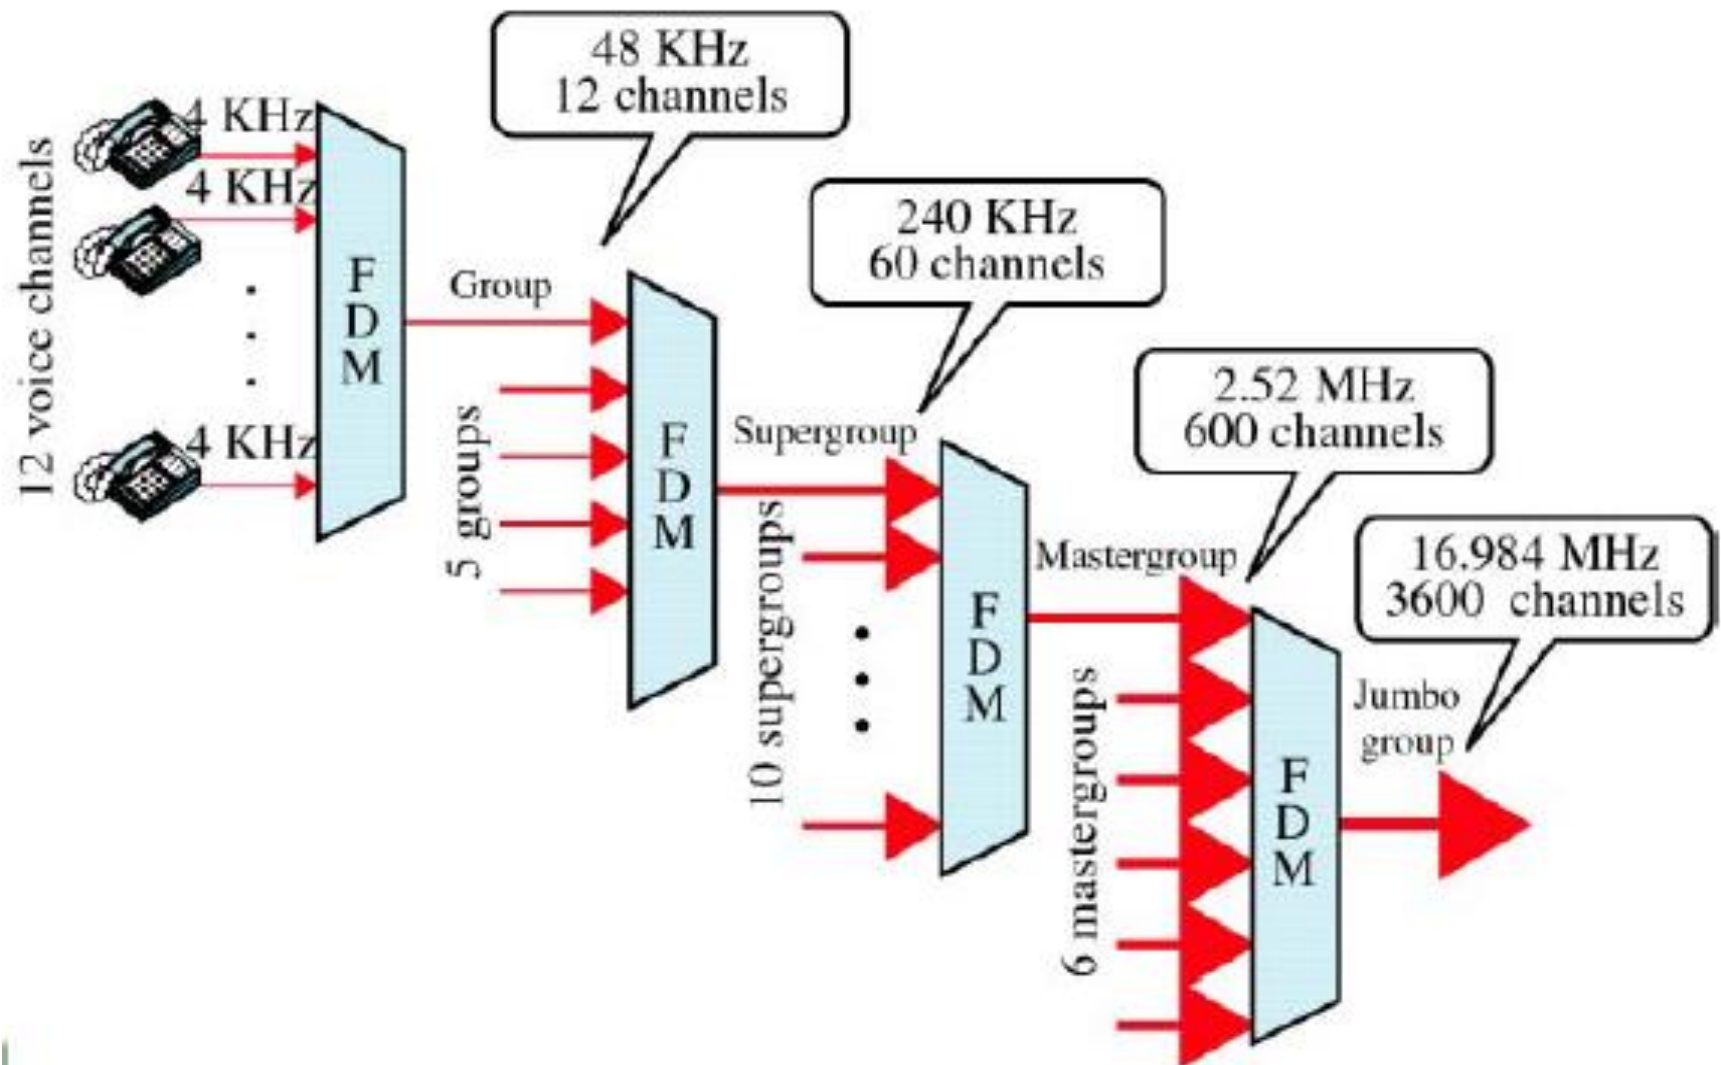 48 KHz
12 channels
4 KHz
4 KHz
4 KHz
12 voice channels
F
D
M
Group
240 KHz
60 channels
5 groups
F
D
M
Supergroup
2.52 MHz
600 channels
10 supergroups
F
D
M
Mastergroup
16.984 MHz
3600 channels
6 mastergroups
F
D
M
Jumbo
group